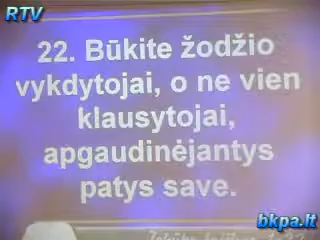 RTV
22. Būkite žodžio
vykdytojai, o ne vien
klausytojai,
apgaudinėjantys
patys save.
bkpa.lt